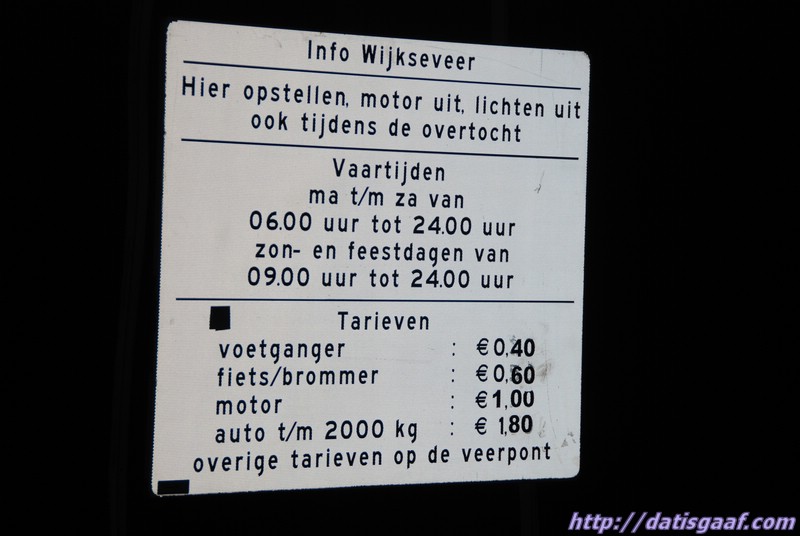 Info Wijkseveer
Hier opstellen, motor uit, lichten uit
ook tijdens de overtocht
Vaartijden
ma t/m za van
06.00 uur tot 24.00 uur
zon- en feestdagen van
09.00 uur tot 24.00 uur
Tarieven
voetganger : € 0,40
fiets/brommer : € 0,60
motor : € 1,00
auto t/m 2000 kg : € 1,80
overige tarieven op de veerpont
http://datisgaaf.com